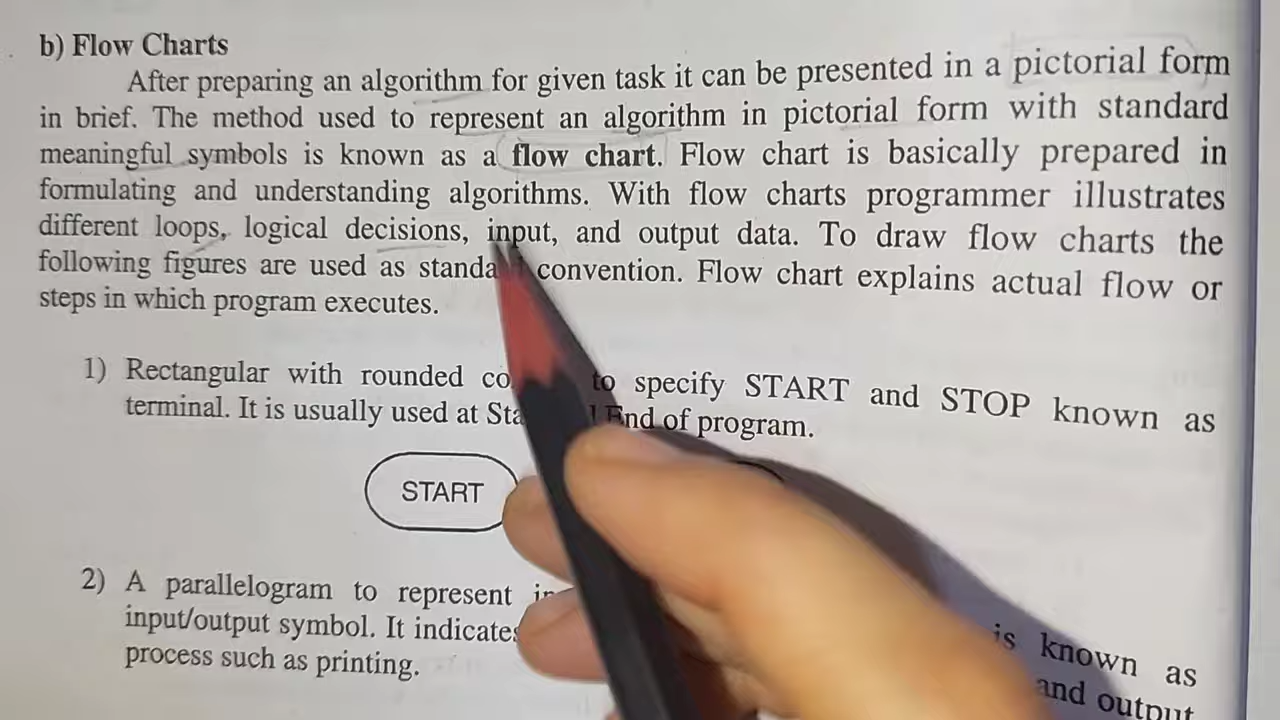 b) Flow Charts
After preparing an algorithm for given task it can be presented in a pictorial form
in brief. The method used to represent an algorithm in pictorial form with standard
meaningful symbols is known as a flow chart. Flow chart is basically prepared in
formulating and understanding algorithms. With flow charts programmer illustrates
different loops, logical decisions, input, and output data. To draw flow charts the
following figures are used as convention. Flow chart explains actual flow or
steps in which program executes.
1) Rectangular with rounded to specify START and STOP known as
terminal. It is usually used at End of program.
START
2) A parallelogram to represent is known as
input/output symbol. It indicates and output
process such as printing.